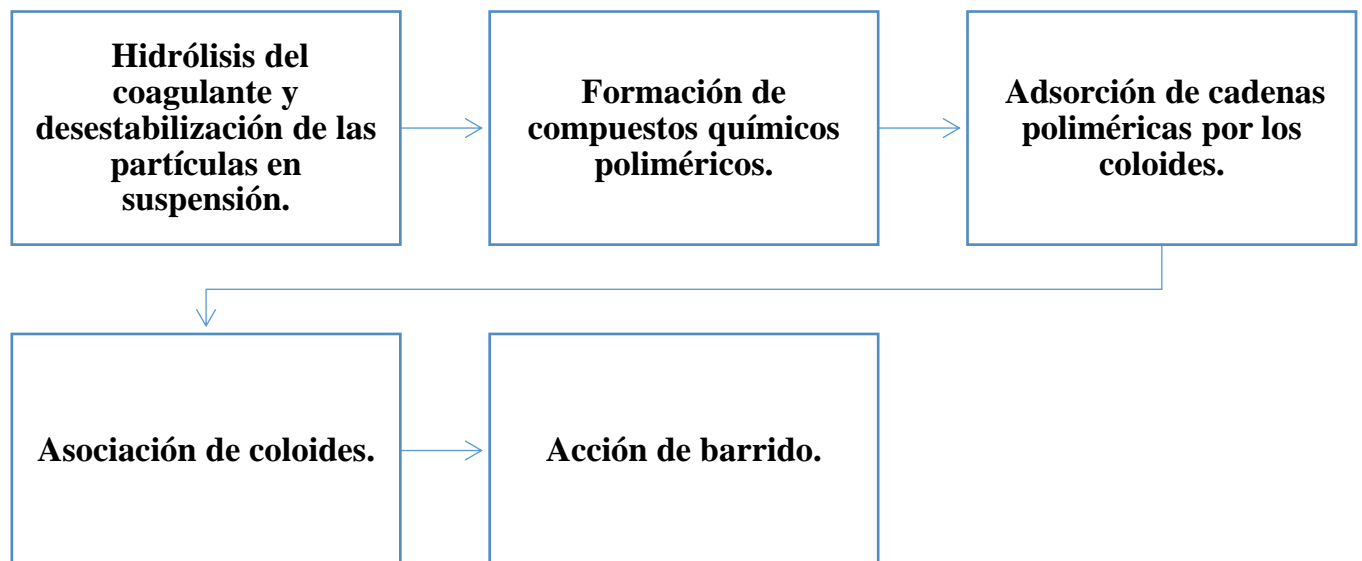 Hidrólisis del
coagulante y
desestabilización de las
partículas en
suspensión.
Formación de
compuestos químicos
poliméricos.
Adsorción de cadenas
poliméricas por los
coloides.
Asociación de coloides.
Acción de barrido.